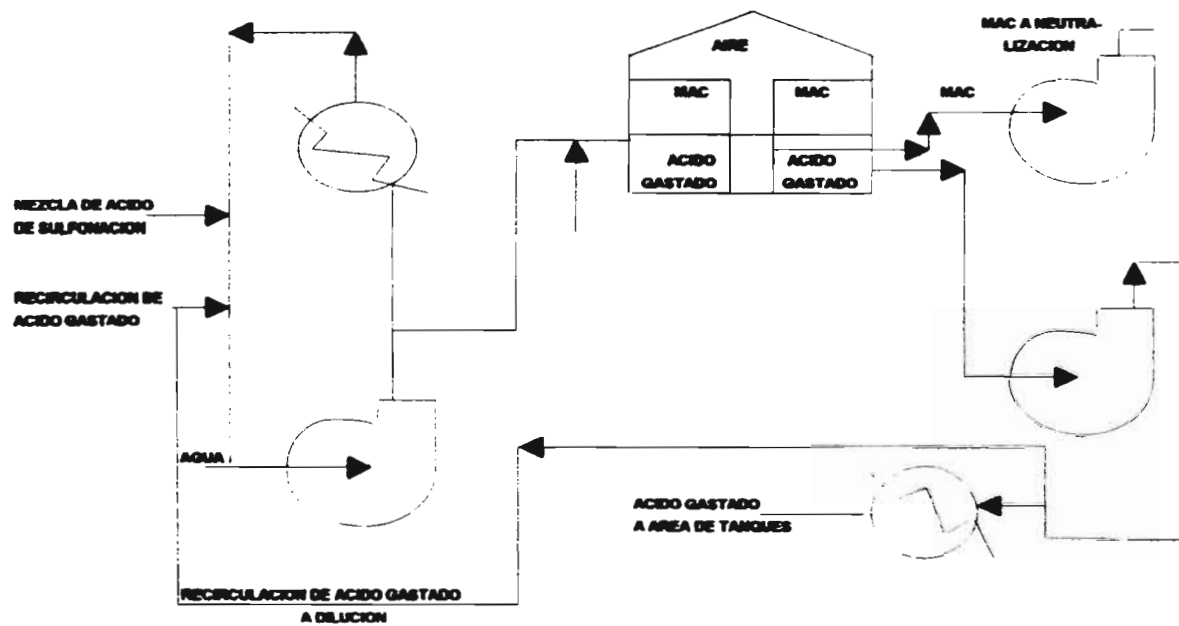 MAC A NEUTRA-
LIZACION
AIRE
MAC
MAC
MAC
ACIDO
GASTADO
ACIDO
GASTADO
MEZCLA DE ACIDO
DE SULFONACION
RECIRCULACION DE
ACIDO GASTADO
AGUA
ACIDO GASTADO
A AREA DE TANQUES
RECIRCULACION DE ACIDO GASTADO
A DILUCION